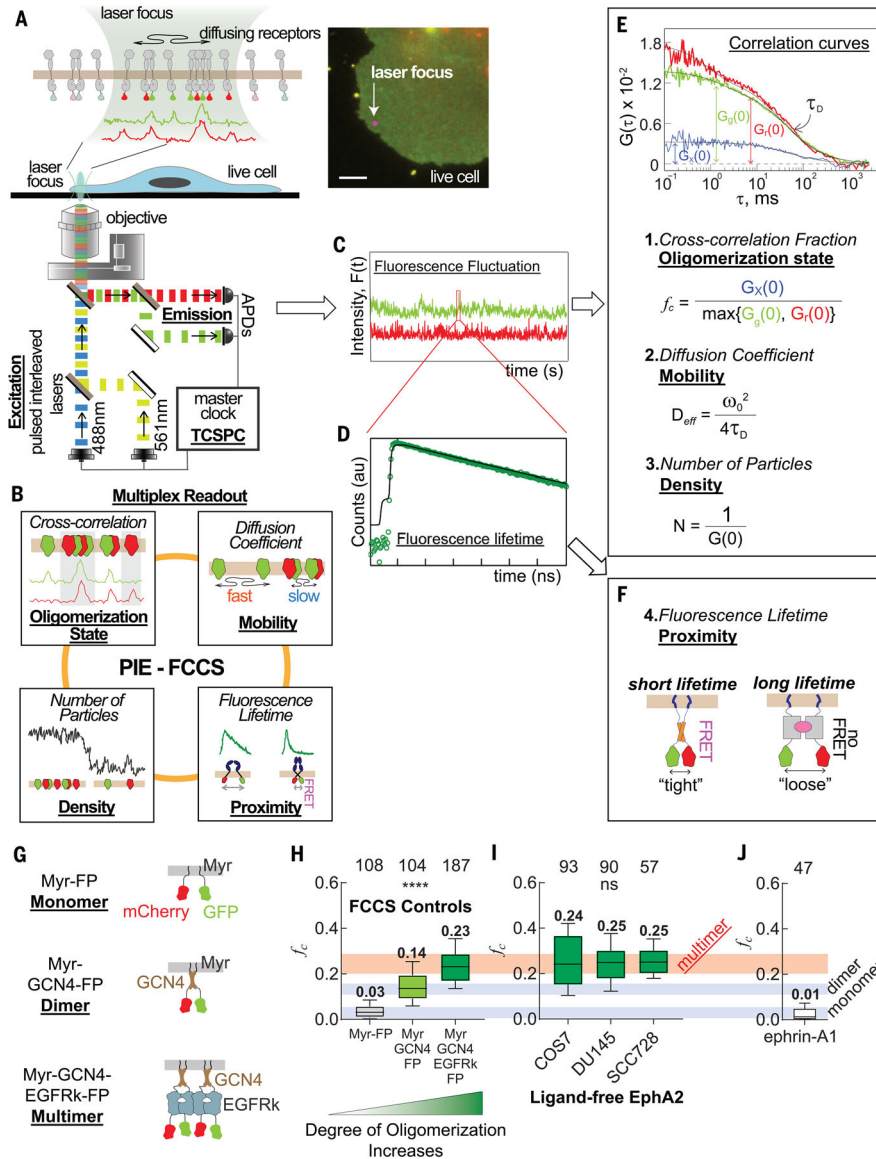 A
laser focus
diffusing receptors
laser focus
live cell
laser
focus
live cell
objective
Emission
APDs
Excitation
pulsed interleaved
lasers
488nm
561nm
master
clock
TCSPC
B
Multiplex Readout
Cross-correlation
Oligomerization
State
Diffusion
Coefficient
fast
slow
Mobility
PIE - FCCS
Number of
Particles
Density
Fluorescence
Lifetime
FRET
Proximity
C
Fluorescence Fluctuation
Intensity, F(t)
time (s)
D
Counts (au)
Fluorescence lifetime
time (ns)
E
Correlation curves
G(τ) x 10⁻²
1.8
1.2
0.6
0
τD
Gg(0)
Gr(0)
Gx(0)
10⁻¹ 10⁰ 10¹ 10² 10³
τ, ms
1.Cross-correlation Fraction
Oligomerization state
fc = GX(0) / max{Gg(0), Gr(0)}
2.Diffusion Coefficient
Mobility
Deff = ω0² / 4τD
3.Number of Particles
Density
N = 1 / G(0)
F
4.Fluorescence Lifetime
Proximity
short lifetime
long lifetime
FRET
no
FRET
"tight"
"loose"
G
Myr-FP
Monomer
Myr
mCherry
GFP
Myr-
GCN4-FP
Dimer
Myr
GCN4
Myr-GCN4-
EGFRk-FP
Multimer
GCN4
EGFRk
H
108 104 187
****
FCCS Controls
fc
0.6
0.4
0.2
0.0
0.03
0.14
0.23
Myr-FP
Myr
GCN4
FP
Myr
GCN4
EGFRk
FP
Degree of Oligomerization
Increases
I
93 90 57
ns
fc
0.6
0.4
0.2
0.0
0.24
0.25
0.25
multimer
COS7
DU145
SCC728
Ligand-free EphA2
J
47
fc
0.6
0.4
0.2
0.0
0.01
dimer
monomer
ephrin-A1